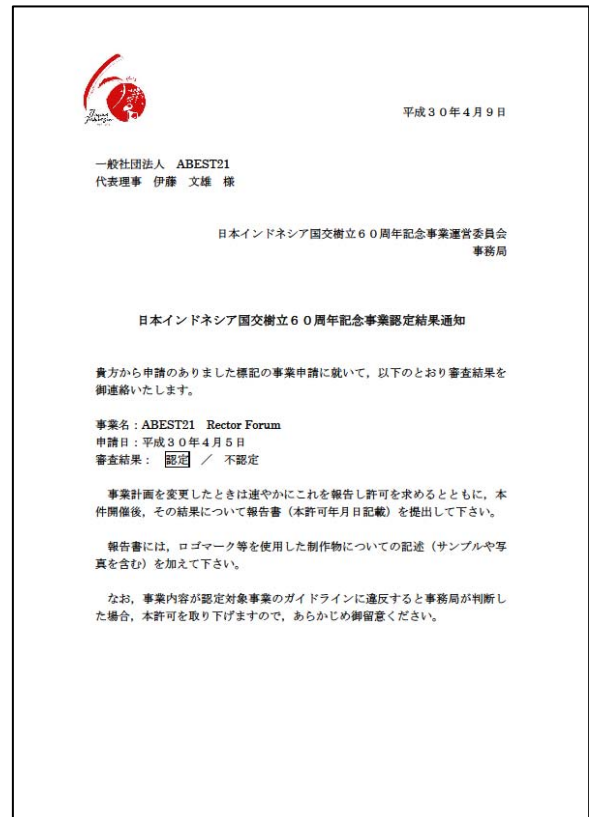 平成３０年４月９日
一般社団法人　ABEST21
代表理事　伊藤　文雄　様
日本インドネシア国交樹立６０周年記念事業運営委員会
事務局
日本インドネシア国交樹立６０周年記念事業認定結果通知
貴方から申請のありました標記の事業申請に就いて，以下のとおり審査結果を
御連絡いたします。
事業名：ABEST21　Rector Forum
申請日：平成３０年４月５日
審査結果：　認定　／　不認定
　事業計画を変更したときは速やかにこれを報告し許可を求めるとともに，本
件開催後，その結果について報告書（本許可年月日記載）を提出して下さい。
　報告書には，ロゴマーク等を使用した制作物についての記述（サンプルや写
真を含む）を加えて下さい。
　なお，事業内容が認定対象事業のガイドラインに違反すると事務局が判断し
た場合，本許可を取り下げますので，あらかじめ御留意ください。